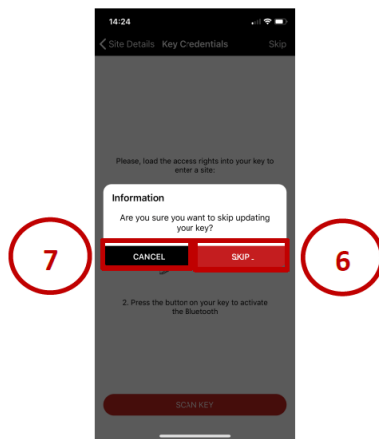 14:24
Site Details Key Credentials Skip
Please, load the access rights into your key to
enter a site:
Information
Are you sure you want to skip updating
your key?
7
CANCEL
SKIP
6
2. Press the button on your key to activate
the Bluetooth
SCAN KEY